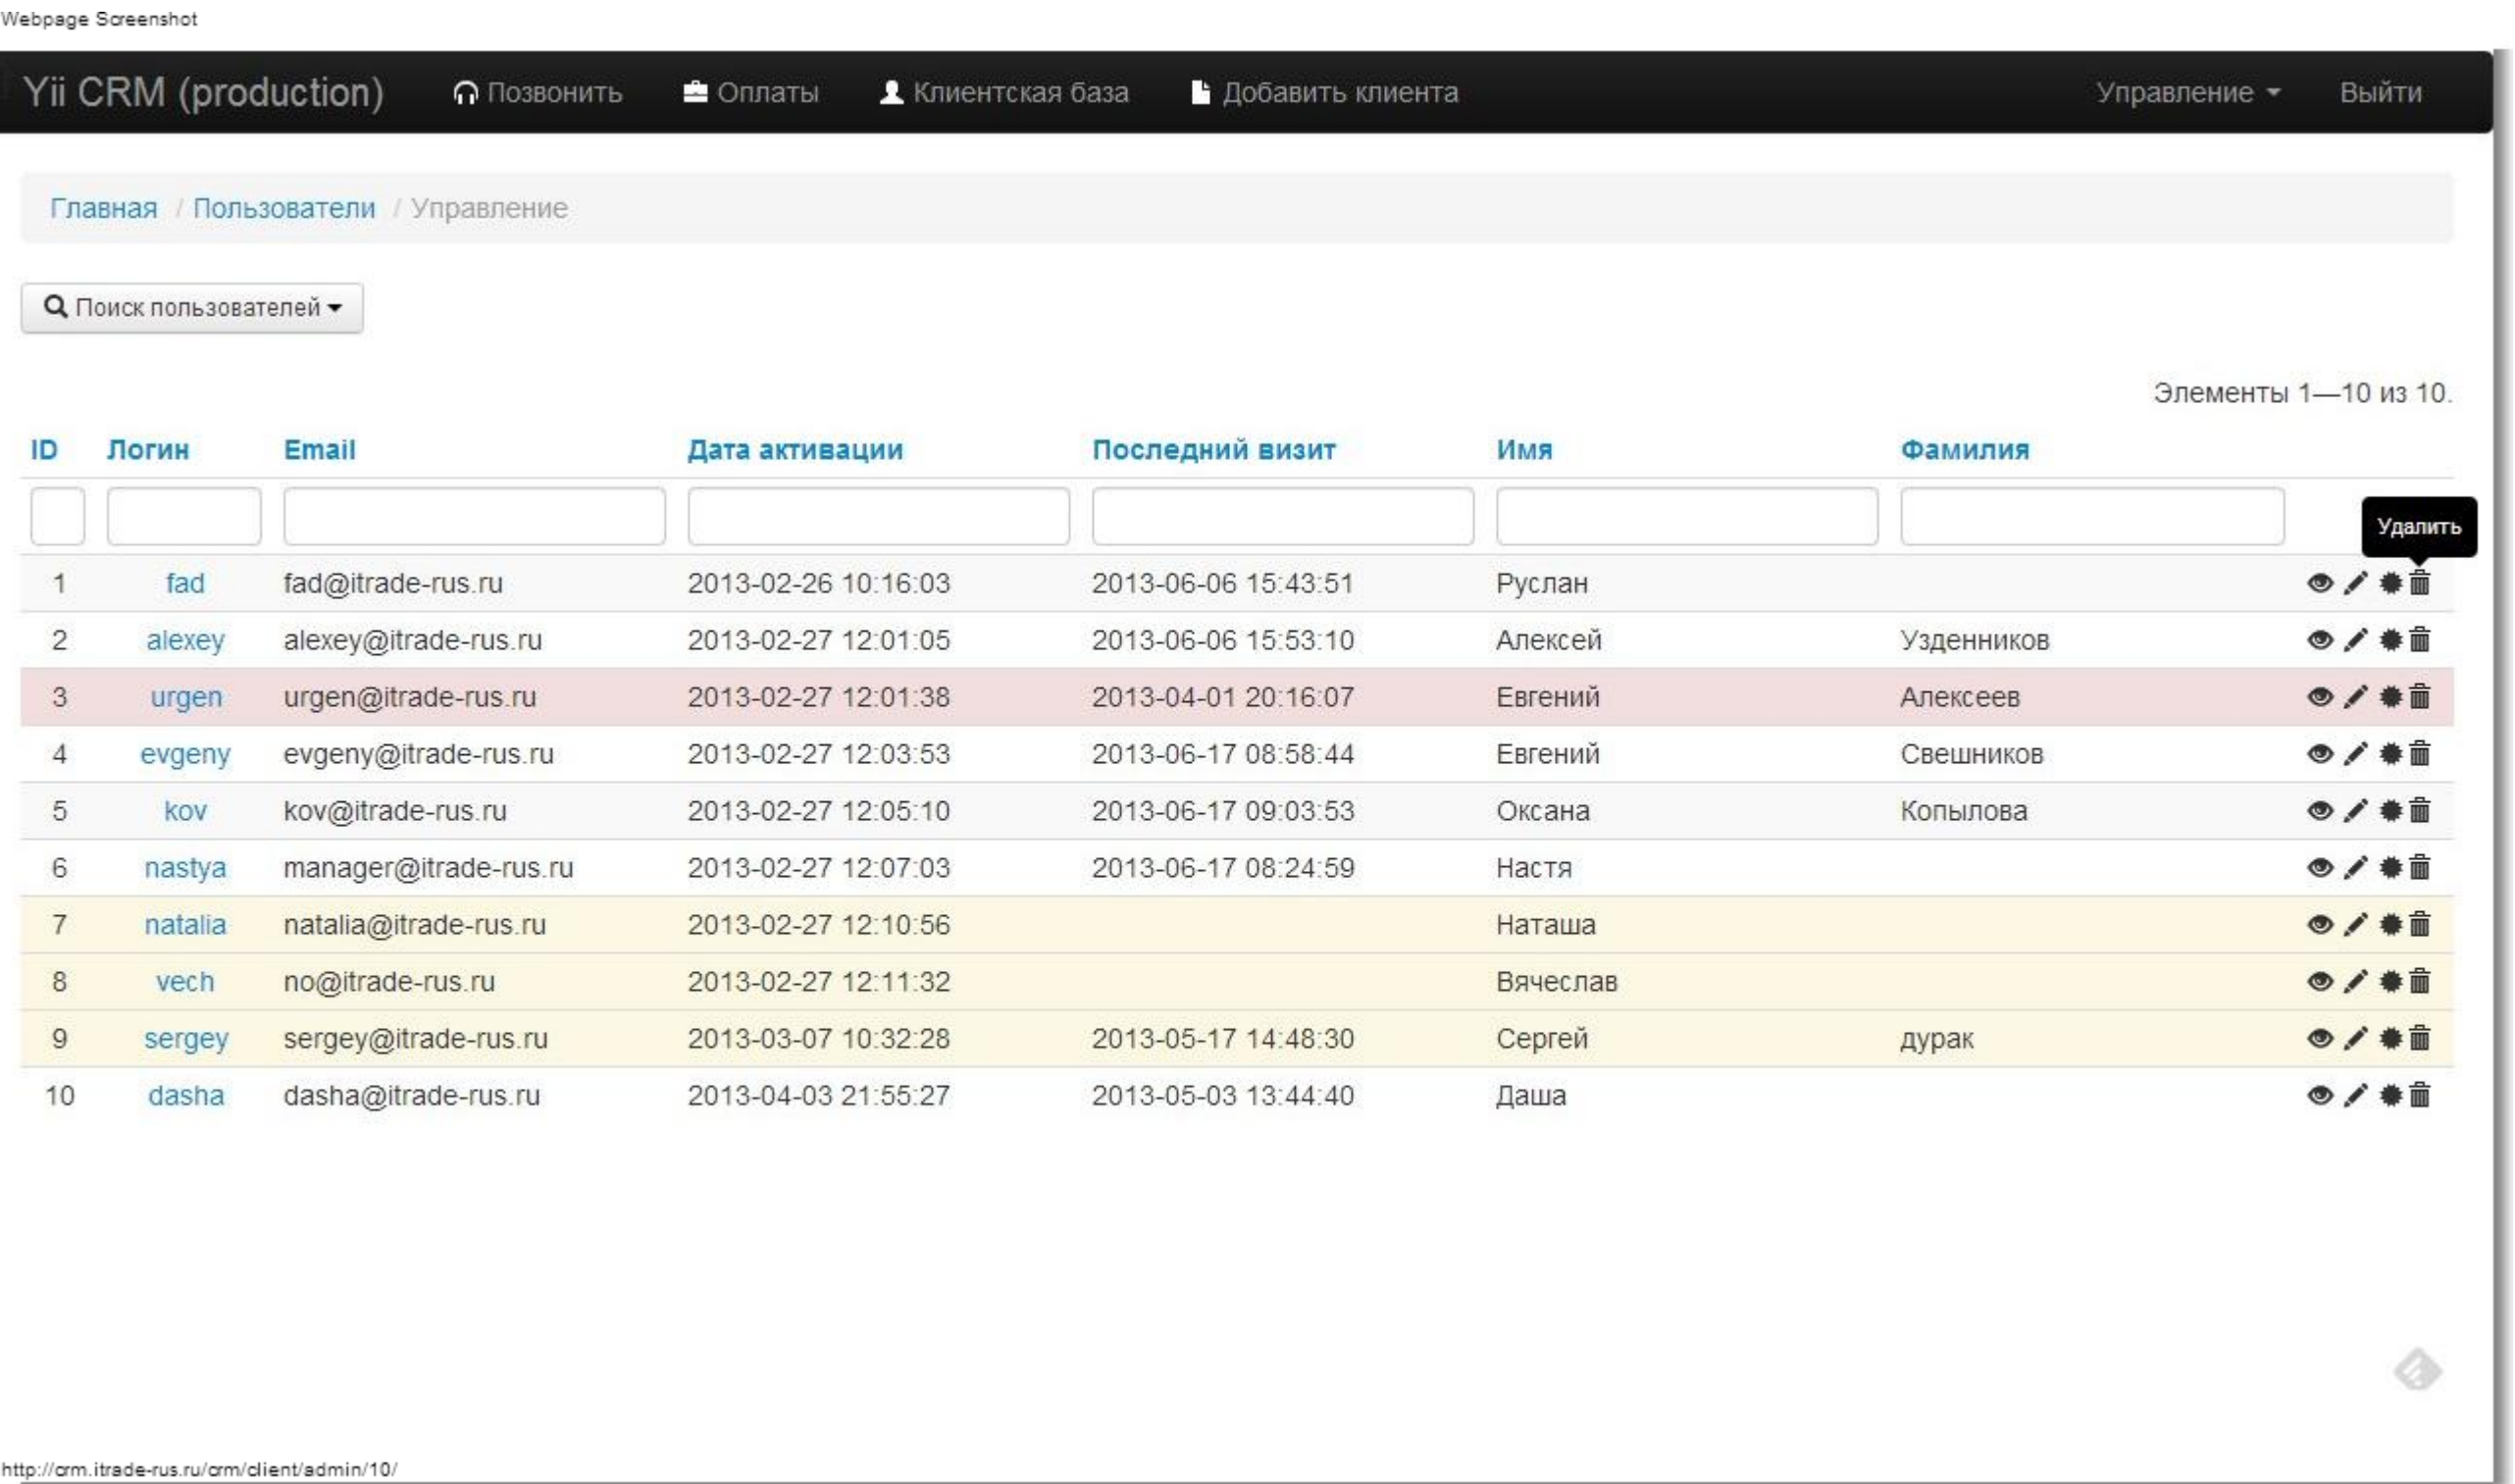 Webpage Screenshot
Yii CRM (production) Позвонить Оплаты Клиентская база Добавить клиента Управление Выйти
Главная / Пользователи / Управление
Поиск пользователей
Элементы 1—10 из 10.
ID Логин Email Дата активации Последний визит Имя Фамилия
Удалить
1 fad fad@itrade-rus.ru 2013-02-26 10:16:03 2013-06-06 15:43:51 Руслан
2 alexey alexey@itrade-rus.ru 2013-02-27 12:01:05 2013-06-06 15:53:10 Алексей Узденников
3 urgen urgen@itrade-rus.ru 2013-02-27 12:01:38 2013-04-01 20:16:07 Евгений Алексеев
4 evgeny evgeny@itrade-rus.ru 2013-02-27 12:03:53 2013-06-17 08:58:44 Евгений Свешников
5 kov kov@itrade-rus.ru 2013-02-27 12:05:10 2013-06-17 09:03:53 Оксана Копылова
6 nastya manager@itrade-rus.ru 2013-02-27 12:07:03 2013-06-17 08:24:59 Настя
7 natalia natalia@itrade-rus.ru 2013-02-27 12:10:56 Наташа
8 vech no@itrade-rus.ru 2013-02-27 12:11:32 Вячеслав
9 sergey sergey@itrade-rus.ru 2013-03-07 10:32:28 2013-05-17 14:48:30 Сергей дурак
10 dasha dasha@itrade-rus.ru 2013-04-03 21:55:27 2013-05-03 13:44:40 Даша
http://crm.itrade-rus.ru/crm/client/admin/10/